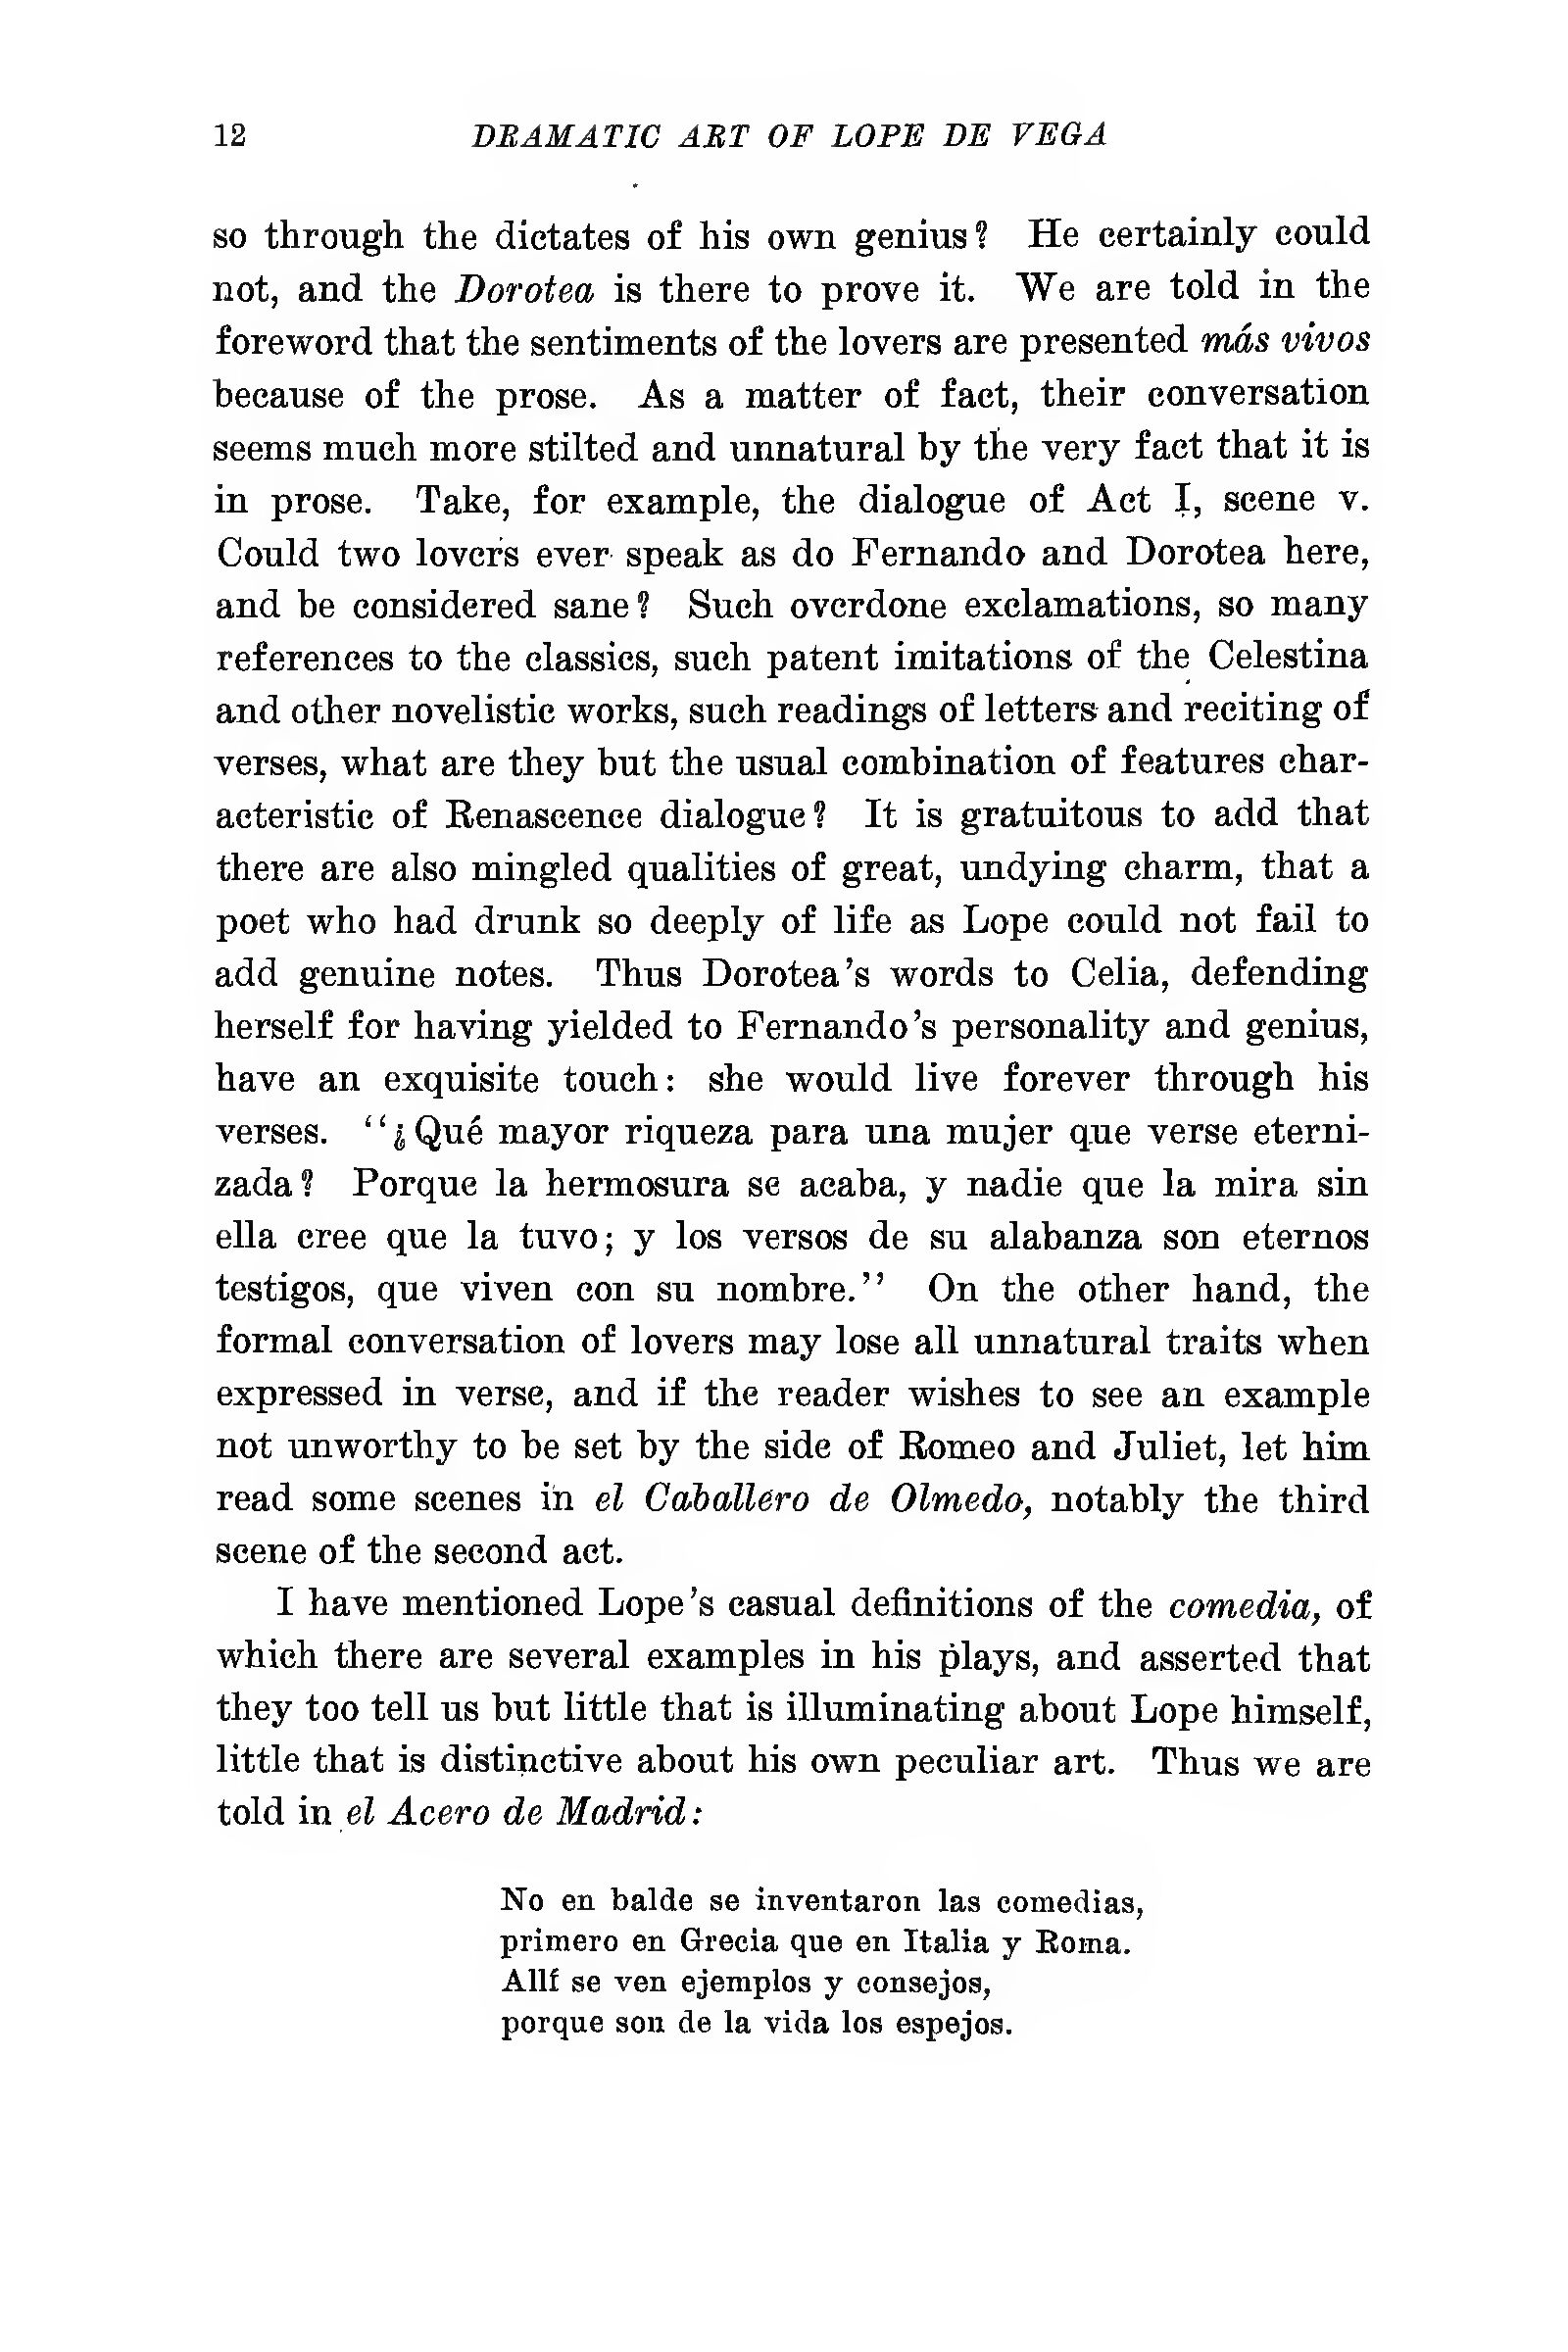 12 DRAMATIC ART OF LOPE DE VEGA
so through the dictates of his own genius? He certainly could
not, and the Dorotea is there to prove it. We are told in the
foreword that the sentiments of the lovers are presented más vivos
because of the prose. As a matter of fact, their conversation
seems much more stilted and unnatural by the very fact that it is
in prose. Take, for example, the dialogue of Act I, scene v.
Could two lovers ever speak as do Fernando and Dorotea here,
and be considered sane? Such overdone exclamations, so many
references to the classics, such patent imitations of the Celestina
and other novelistic works, such readings of letters and reciting of
verses, what are they but the usual combination of features char-
acteristic of Renascence dialogue? It is gratuitous to add that
there are also mingled qualities of great, undying charm, that a
poet who had drunk so deeply of life as Lope could not fail to
add genuine notes. Thus Dorotea's words to Celia, defending
herself for having yielded to Fernando's personality and genius,
have an exquisite touch: she would live forever through his
verses. "¿Qué mayor riqueza para una mujer que verse eterni-
zada? Porque la hermosura se acaba, y nadie que la mira sin
ella cree que la tuvo; y los versos de su alabanza son eternos
testigos, que viven con su nombre." On the other hand, the
formal conversation of lovers may lose all unnatural traits when
expressed in verse, and if the reader wishes to see an example
not unworthy to be set by the side of Romeo and Juliet, let him
read some scenes in el Caballero de Olmedo, notably the third
scene of the second act.
I have mentioned Lope's casual definitions of the comedia, of
which there are several examples in his plays, and asserted that
they too tell us but little that is illuminating about Lope himself,
little that is distinctive about his own peculiar art. Thus we are
told in el Acero de Madrid:
No en balde se inventaron las comedias,
primero en Grecia que en Italia y Roma.
Allí se ven ejemplos y consejos,
porque son de la vida los espejos.